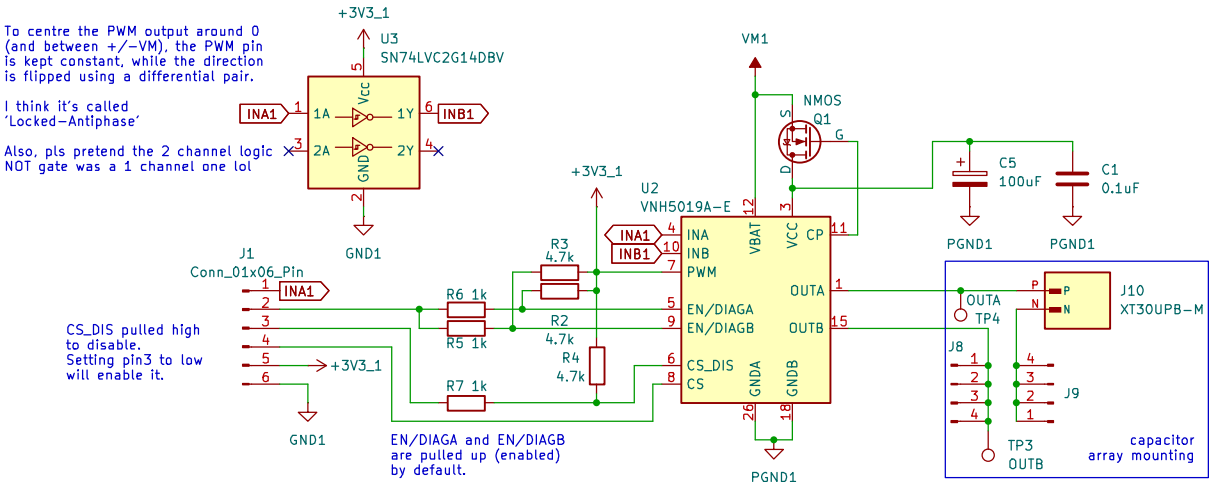 To centre the PWM output around 0
(and between +/-VM), the PWM pin
is kept constant, while the direction
is flipped using a differential pair.
I think it's called
'Locked-Antiphase'
Also, pls pretend the 2 channel logic
NOT gate was a 1 channel one lol
+3V3_1
U3
SN74LVC2G14DBV
5
Vcc
INA1
1
1A
1Y
6
INB1
3
2A
2Y
4
GND
2
GND1
VM1
NMOS
Q1
S
G
D
C5
100uF
+
C1
0.1uF
PGND1
PGND1
+3V3_1
U2
VNH5019A-E
12
VBAT
3
VCC
CP
11
INA1
4
INA
INB1
10
INB
7
PWM
5
EN/DIAGA
9
EN/DIAGB
6
CS_DIS
8
CS
OUTA
1
OUTB
15
GNDA
26
GNDB
18
PGND1
R3
4.7k
R2
4.7k
R4
4.7k
R6 1k
R5 1k
R7 1k
J1
Conn_01x06_Pin
1
INA1
2
3
4
5
+3V3_1
6
GND1
CS_DIS pulled high
to disable.
Setting pin3 to low
will enable it.
EN/DIAGA and EN/DIAGB
are pulled up (enabled)
by default.
OUTA
TP4
P
P
N
N
J10
XT30UPB-M
J8
1
2
3
4
4
3
2
1
J9
TP3
OUTB
capacitor
array mounting